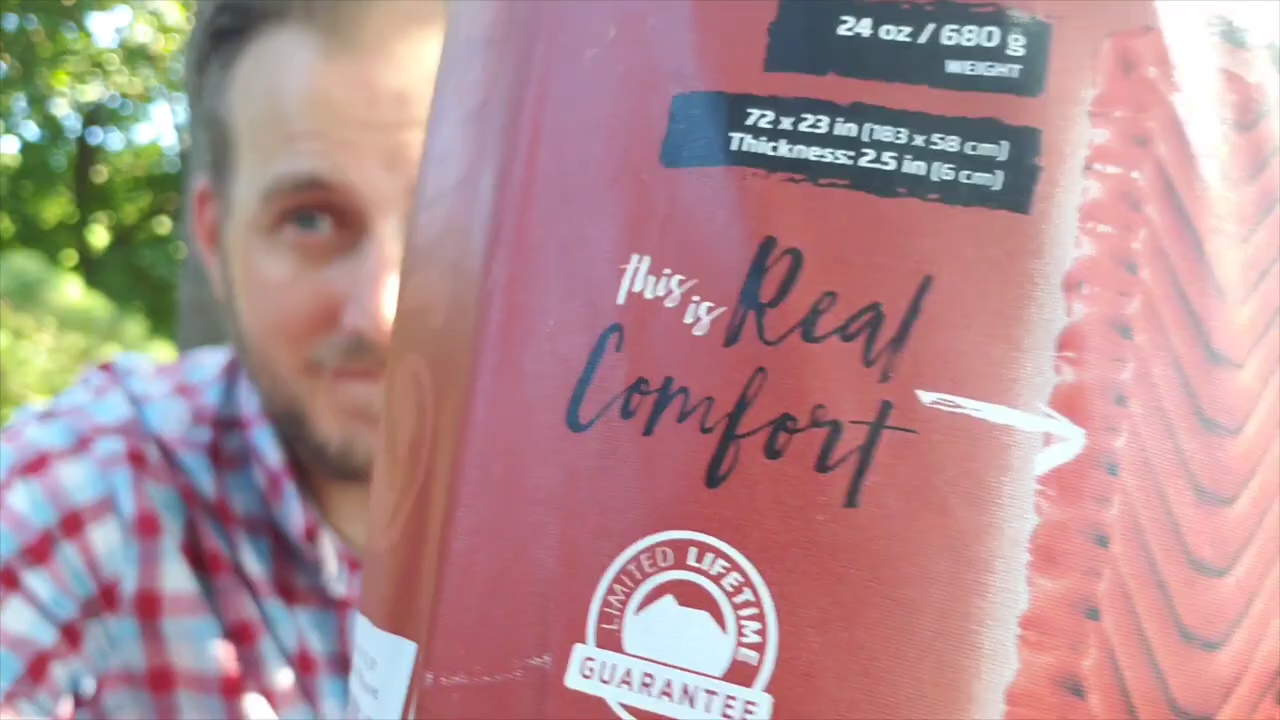 24 oz / 680 g
WEIGHT
72 x 23 in (183 x 58 cm)
Thickness: 2.5 in (6 cm)
this is Real
Comfort
LIMITED LIFETIME
GUARANTEE